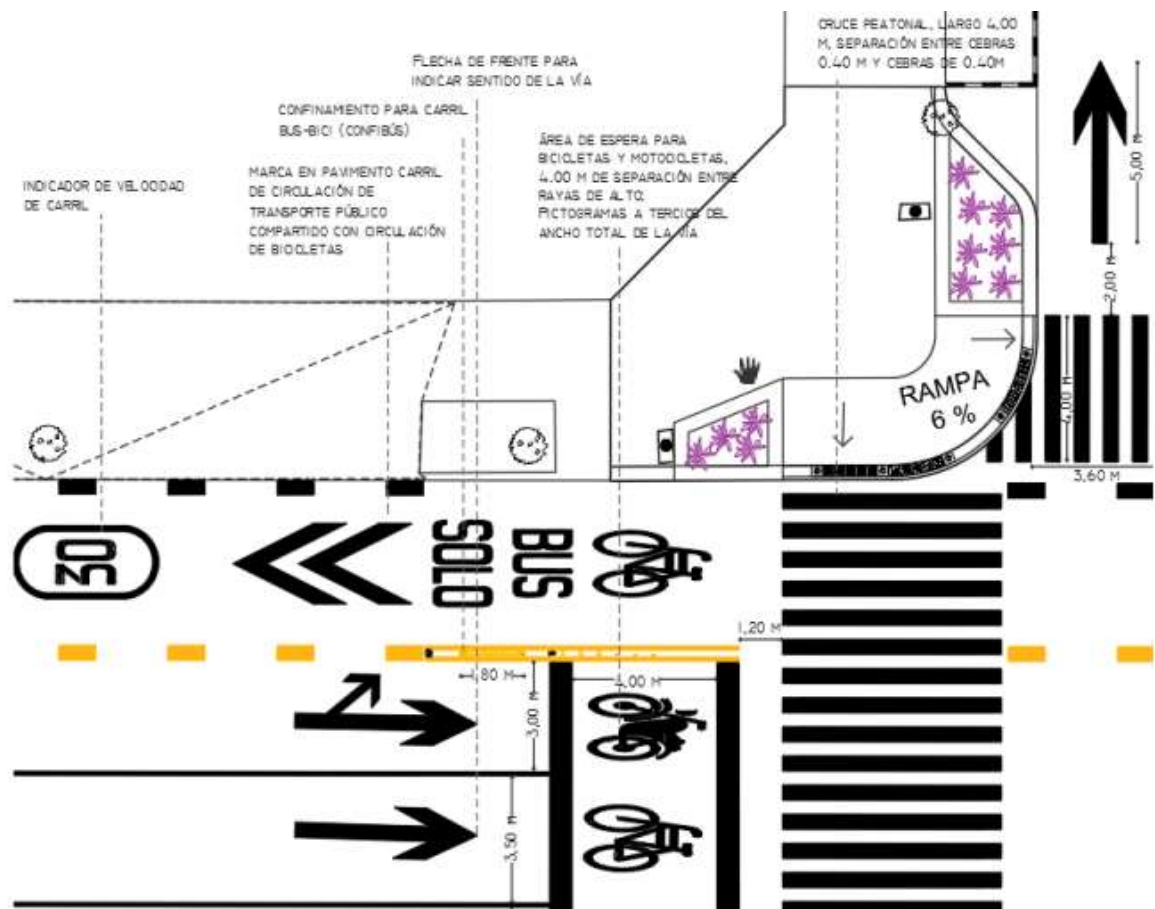 CRUCE PEATONAL, LARGO 4,00
M, SEPARACIÓN ENTRE CEBRAS
0.40 M Y CEBRAS DE 0.40M
FLECHA DE FRENTE PARA
INDICAR SENTIDO DE LA VÍA
CONFINAMIENTO PARA CARRIL
BUS-BICI (CONFIBÚS)
ÁREA DE ESPERA PARA
BICICLETAS Y MOTOCICLETAS,
4.00 M DE SEPARACIÓN ENTRE
RAYAS DE ALTO.
PICTOGRAMAS A TERCIOS DEL
ANCHO TOTAL DE LA VÍA
MARCA EN PAVIMENTO CARRIL
DE CIRCULACIÓN DE
TRANSPORTE PÚBLICO
COMPARTIDO CON CIRCULACIÓN
DE BICICLETAS
INDICADOR DE VELOCIDAD
DE CARRIL
5,00 M
2,00 M
RAMPA
6 %
4,00 M
3,60 M
50
SOLO
BUS
1,20 M
1,80 M
4,00 M
3,00 M
3,50 M